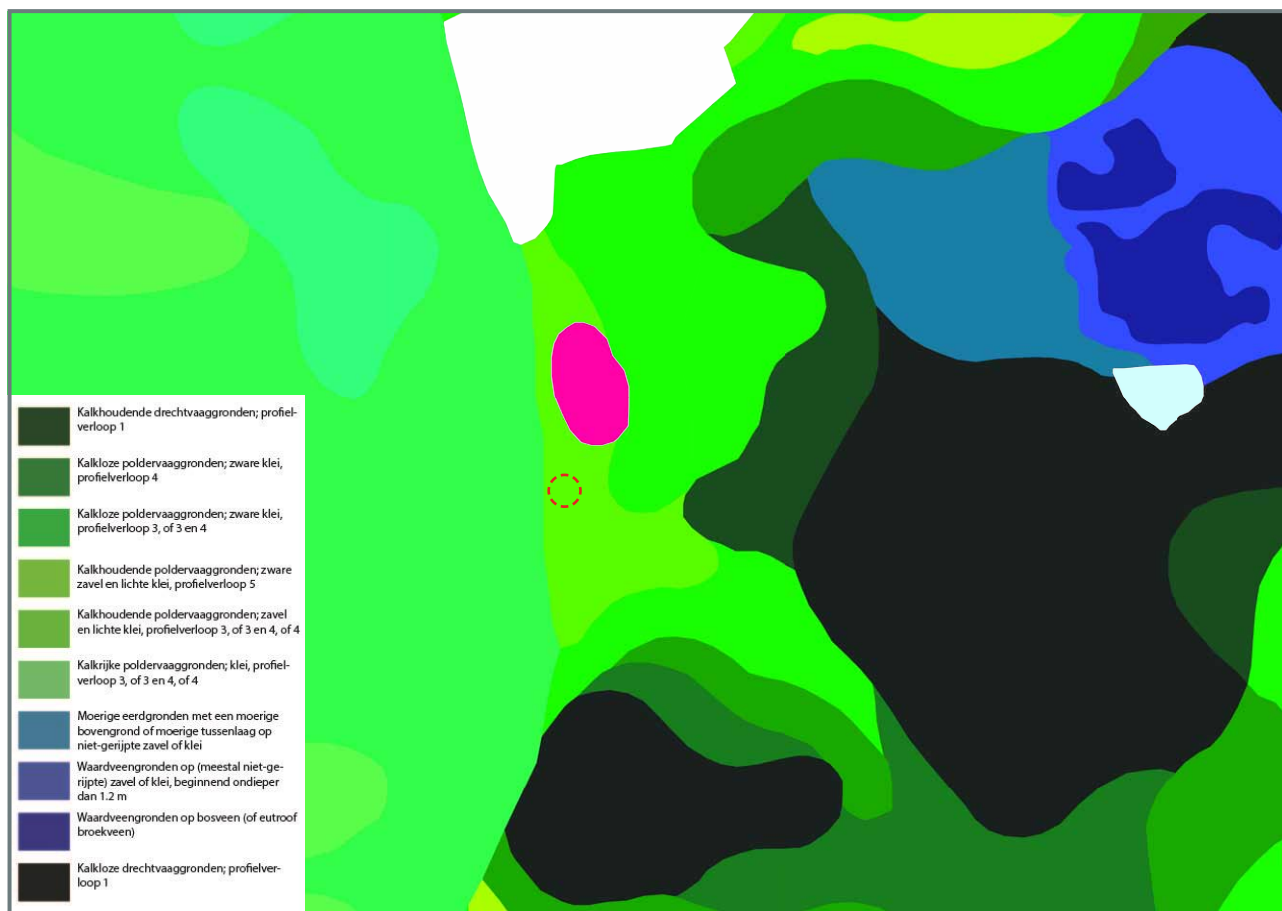 Kalkhoudende drechtvaaggronden; profiel-
verloop 1
Kalkloze poldervaaggronden; zware klei,
profielverloop 4
Kalkloze poldervaaggronden; zware klei,
profielverloop 3, of 3 en 4
Kalkhoudende poldervaaggronden; zware
zavel en lichte klei, profielverloop 5
Kalkhoudende poldervaaggronden; zavel
en lichte klei, profielverloop 3, of 3 en 4, of 4
Kalkrijke poldervaaggronden; klei, profiel-
verloop 3, of 3 en 4, of 4
Moerige eerdgronden met een moerige
bovengrond of moerige tussenlaag op
niet-gerijpte zavel of klei
Waardveengronden op (meestal niet-ge-
rijpte) zavel of klei, beginnend ondieper
dan 1.2 m
Waardveengronden op bosveen (of eutroof
broekveen)
Kalkloze drechtvaaggronden; profielver-
loop 1